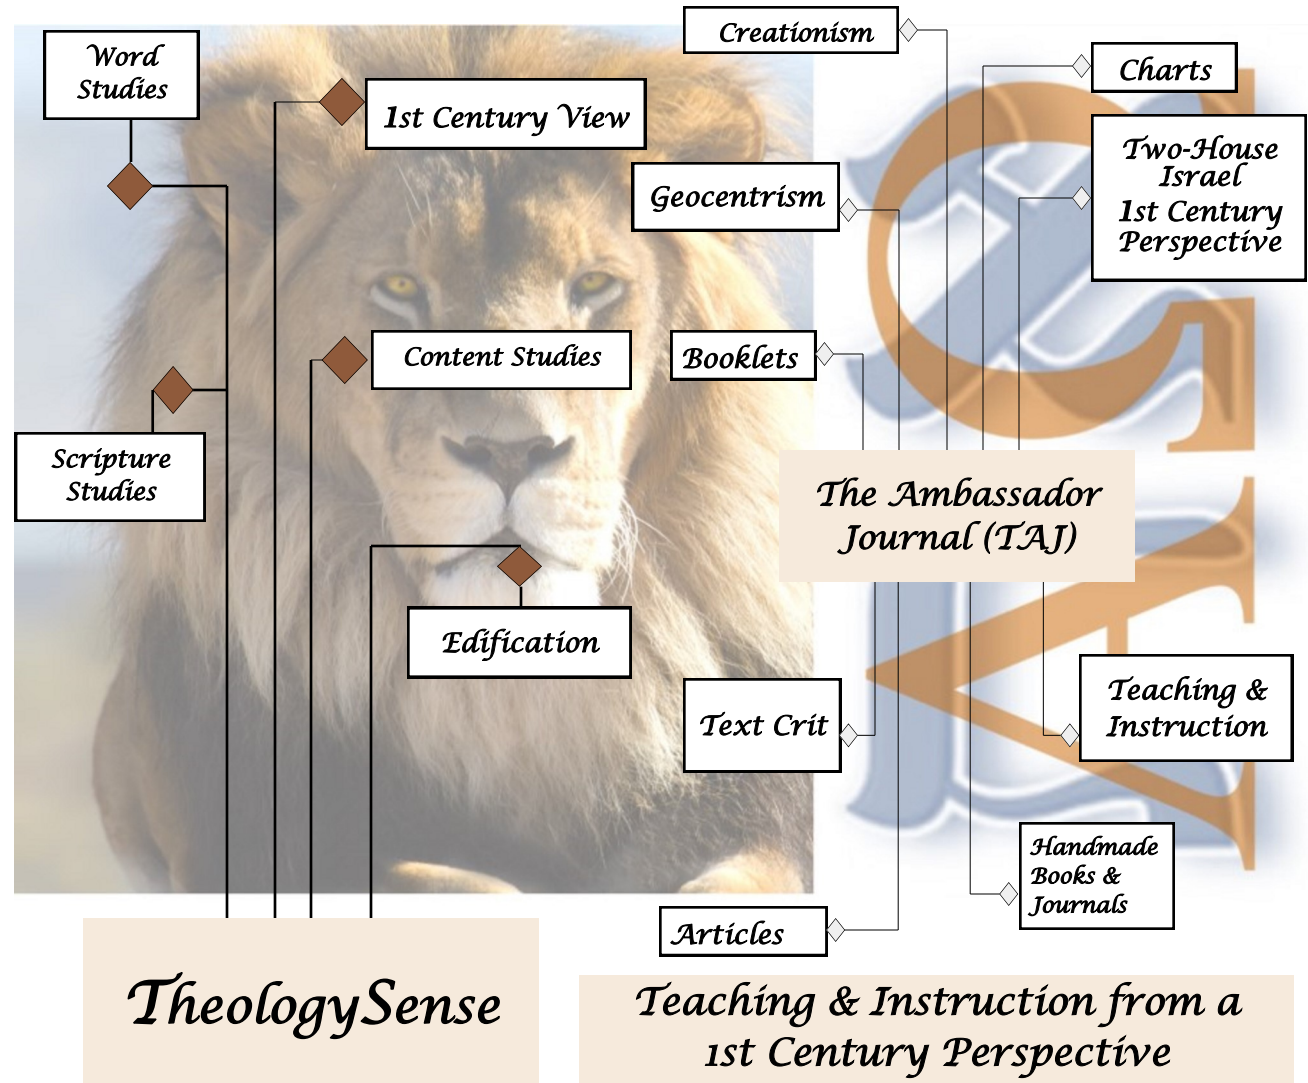 Word
Studies
1st Century View
Content Studies
Scripture
Studies
Edification
TheologySense
Creationism
Charts
Geocentrism
Two-House
Israel
1st Century
Perspective
Booklets
The Ambassador
Journal (TAJ)
Text Crit
Teaching &
Instruction
Handmade
Books &
Journals
Articles
Teaching & Instruction from a
1st Century Perspective